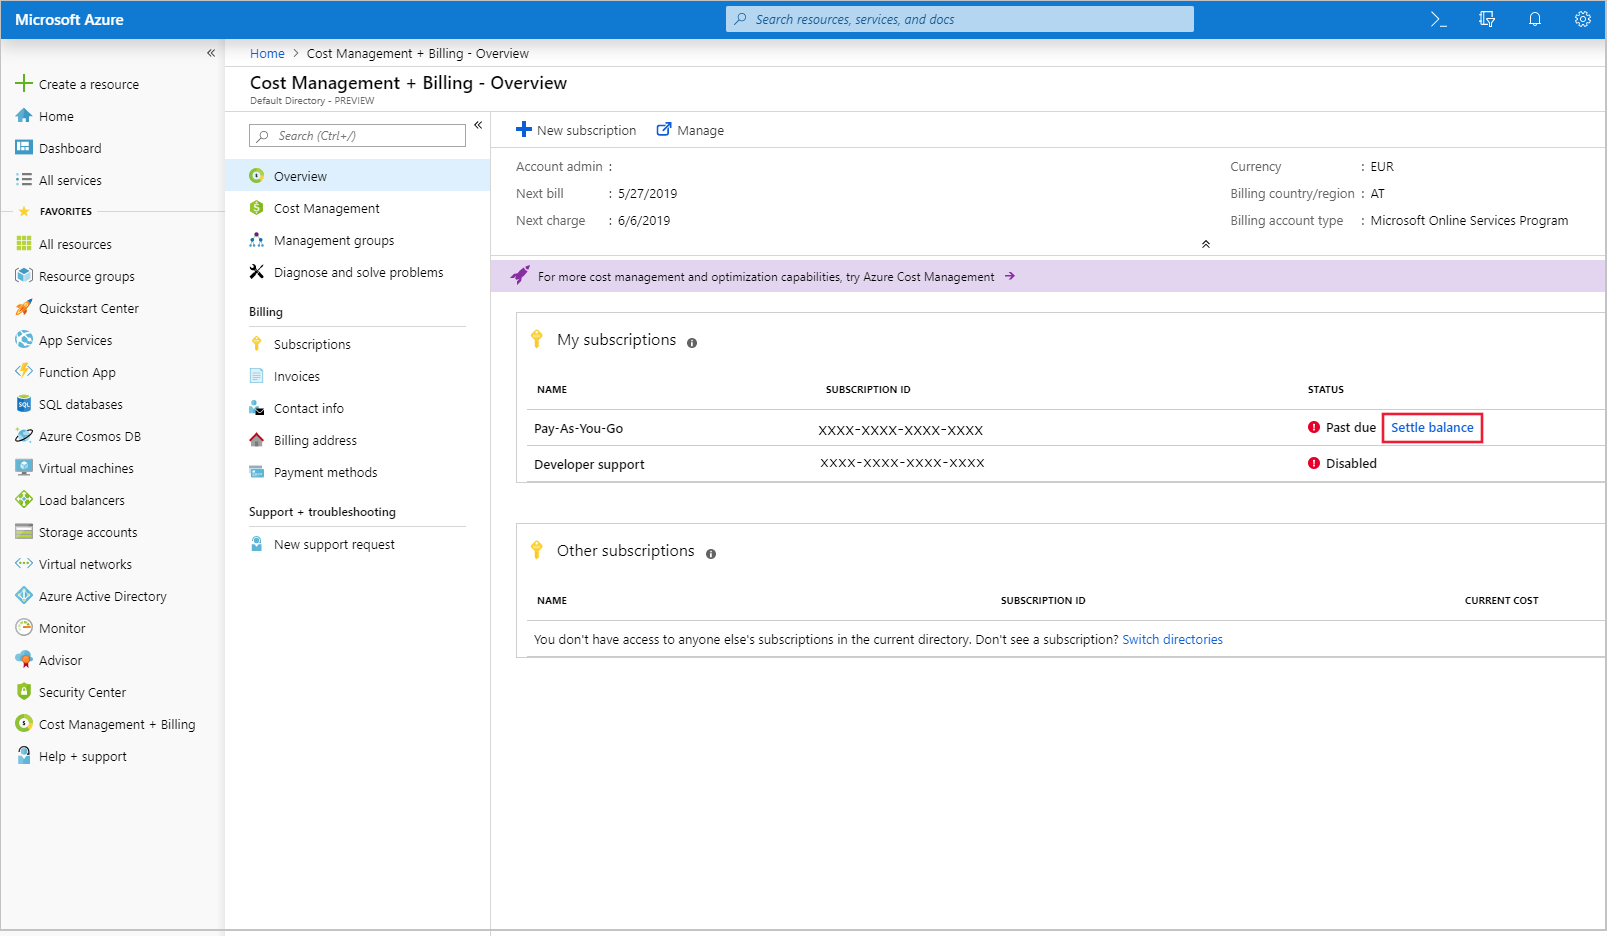 Microsoft Azure
Search resources, services, and docs
Create a resource
Home
Dashboard
All services
FAVORITES
All resources
Resource groups
Quickstart Center
App Services
Function App
SQL databases
Azure Cosmos DB
Virtual machines
Load balancers
Storage accounts
Virtual networks
Azure Active Directory
Monitor
Advisor
Security Center
Cost Management + Billing
Help + support
Home > Cost Management + Billing - Overview
Cost Management + Billing - Overview
Default Directory - PREVIEW
Search (Ctrl+/)
Overview
Cost Management
Management groups
Diagnose and solve problems
Billing
Subscriptions
Invoices
Contact info
Billing address
Payment methods
Support + troubleshooting
New support request
New subscription Manage
Account admin :
Next bill : 5/27/2019
Next charge : 6/6/2019
Currency : EUR
Billing country/region : AT
Billing account type : Microsoft Online Services Program
For more cost management and optimization capabilities, try Azure Cost Management →
My subscriptions
NAME SUBSCRIPTION ID STATUS
Pay-As-You-Go XXXX-XXXX-XXXX-XXXX Past due Settle balance
Developer support XXXX-XXXX-XXXX-XXXX Disabled
Other subscriptions
NAME SUBSCRIPTION ID CURRENT COST
You don't have access to anyone else's subscriptions in the current directory. Don't see a subscription? Switch directories